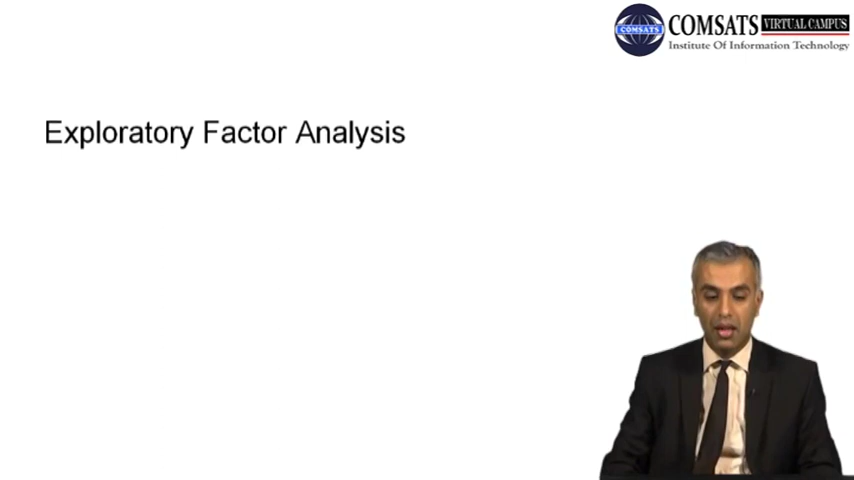 COMSATS VIRTUAL CAMPUS
Institute Of Information Technology
COMSATS
Exploratory Factor Analysis